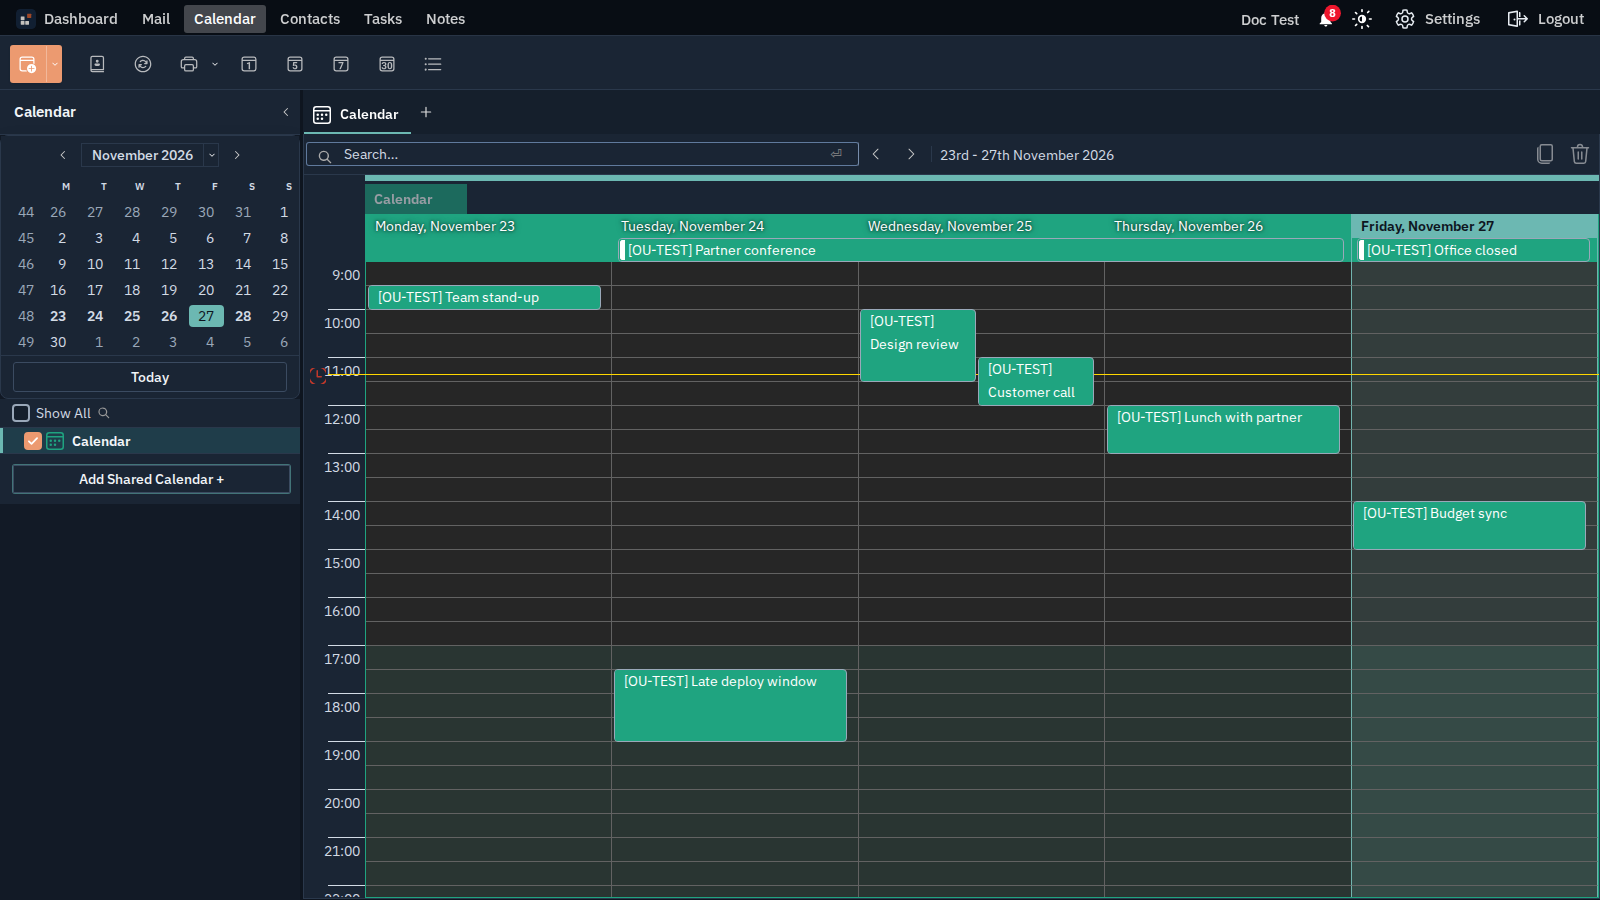 Dashboard Mail Calendar Contacts Tasks Notes Doc Test 8 Settings Logout
1 5 7 30
Calendar
Calendar +
November 2026
Search...
23rd - 27th November 2026
M T W T F S S
44 26 27 28 29 30 31 1
45 2 3 4 5 6 7 8
46 9 10 11 12 13 14 15
47 16 17 18 19 20 21 22
48 23 24 25 26 27 28 29
49 30 1 2 3 4 5 6
Today
Show All
Calendar
Add Shared Calendar +
Calendar
Monday, November 23 Tuesday, November 24 Wednesday, November 25 Thursday, November 26 Friday, November 27
[OU-TEST] Partner conference
[OU-TEST] Office closed
9:00
[OU-TEST] Team stand-up
10:00
[OU-TEST]
Design review
11:00
[OU-TEST]
Customer call
12:00
[OU-TEST] Lunch with partner
13:00
14:00
[OU-TEST] Budget sync
15:00
16:00
17:00
[OU-TEST] Late deploy window
18:00
19:00
20:00
21:00